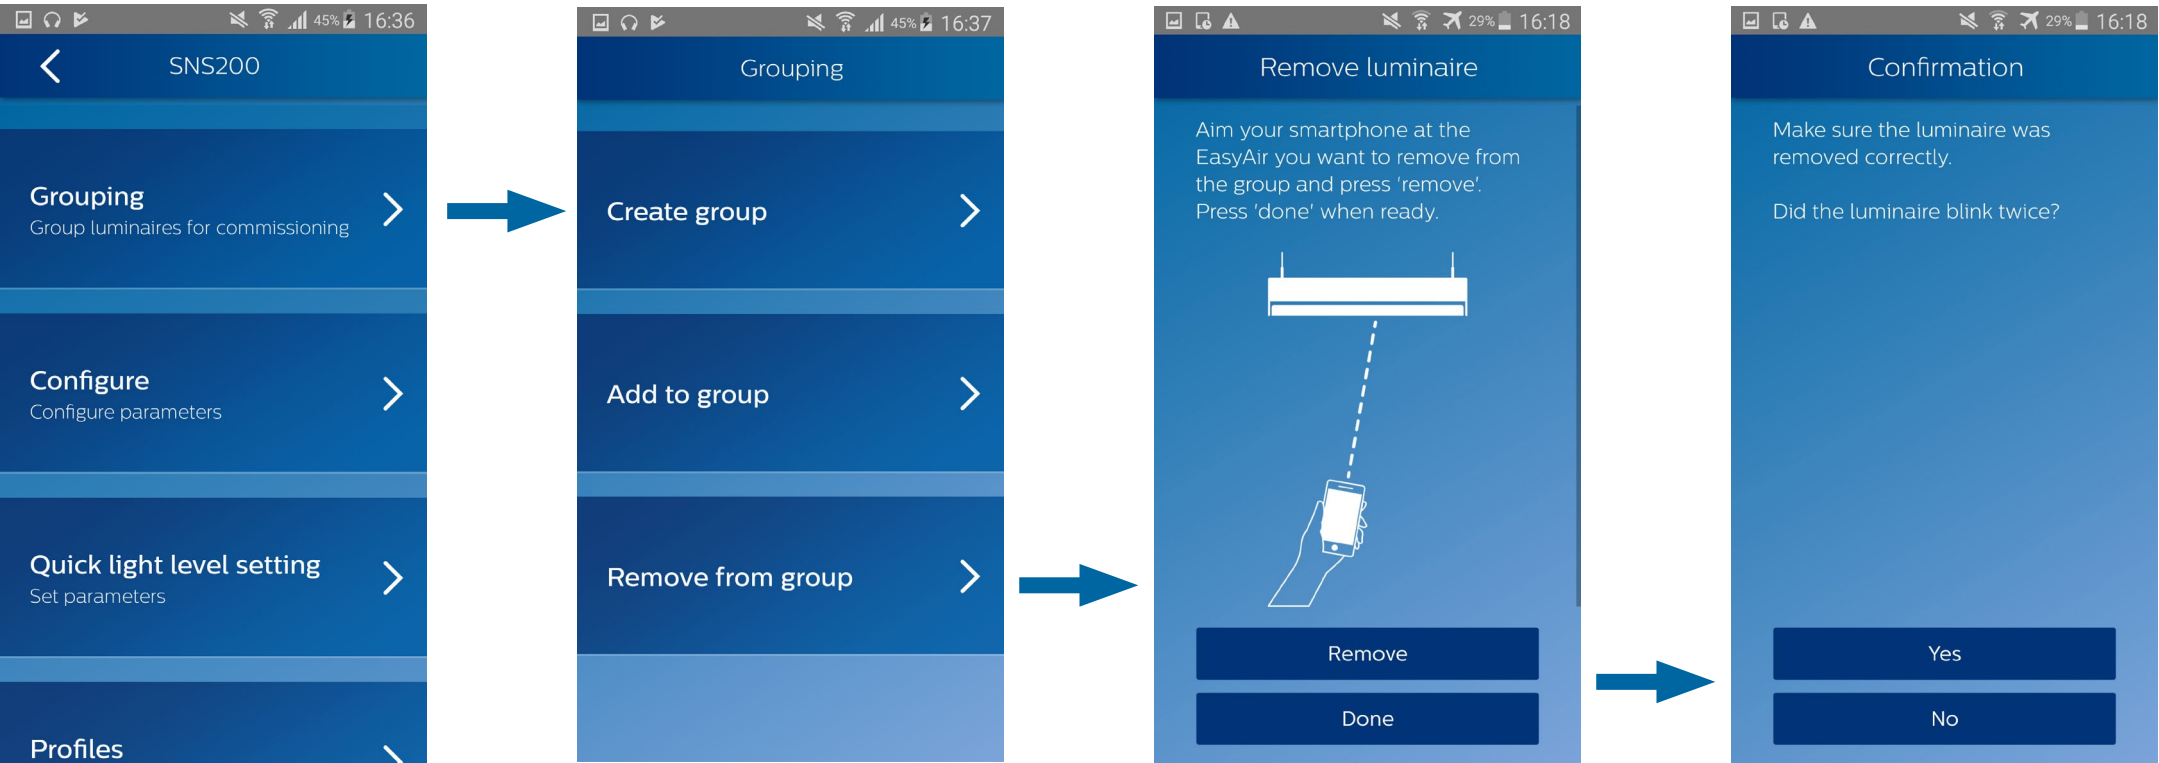 45% 16:36
SNS200
Grouping
Group luminaires for commissioning
Configure
Configure parameters
Quick light level setting
Set parameters
Profiles
45% 16:37
Grouping
Create group
Add to group
Remove from group
29% 16:18
Remove luminaire
Aim your smartphone at the
EasyAir you want to remove from
the group and press 'remove'.
Press 'done' when ready.
Remove
Done
29% 16:18
Confirmation
Make sure the luminaire was
removed correctly.
Did the luminaire blink twice?
Yes
No